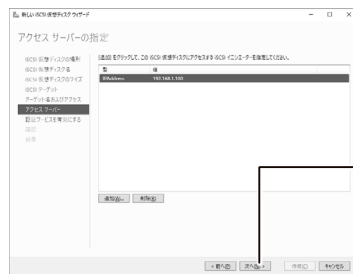 新しい iSCSI 仮想ディスク ウィザード
アクセス サーバーの指定
iSCSI 仮想ディスクの場所
iSCSI 仮想ディスク名
iSCSI 仮想ディスクのサイズ
iSCSI ターゲット
ターゲット名およびアクセス
アクセス サーバー
認証サービスを有効にする
確認
結果
[追加] をクリックして、この iSCSI 仮想ディスクにアクセスする iSCSI イニシエーターを指定してください。
型 値
IPAddress 192.168.1.100
追加(A)... 削除(R)
< 前へ(P) 次へ(N) > 作成(C) キャンセル